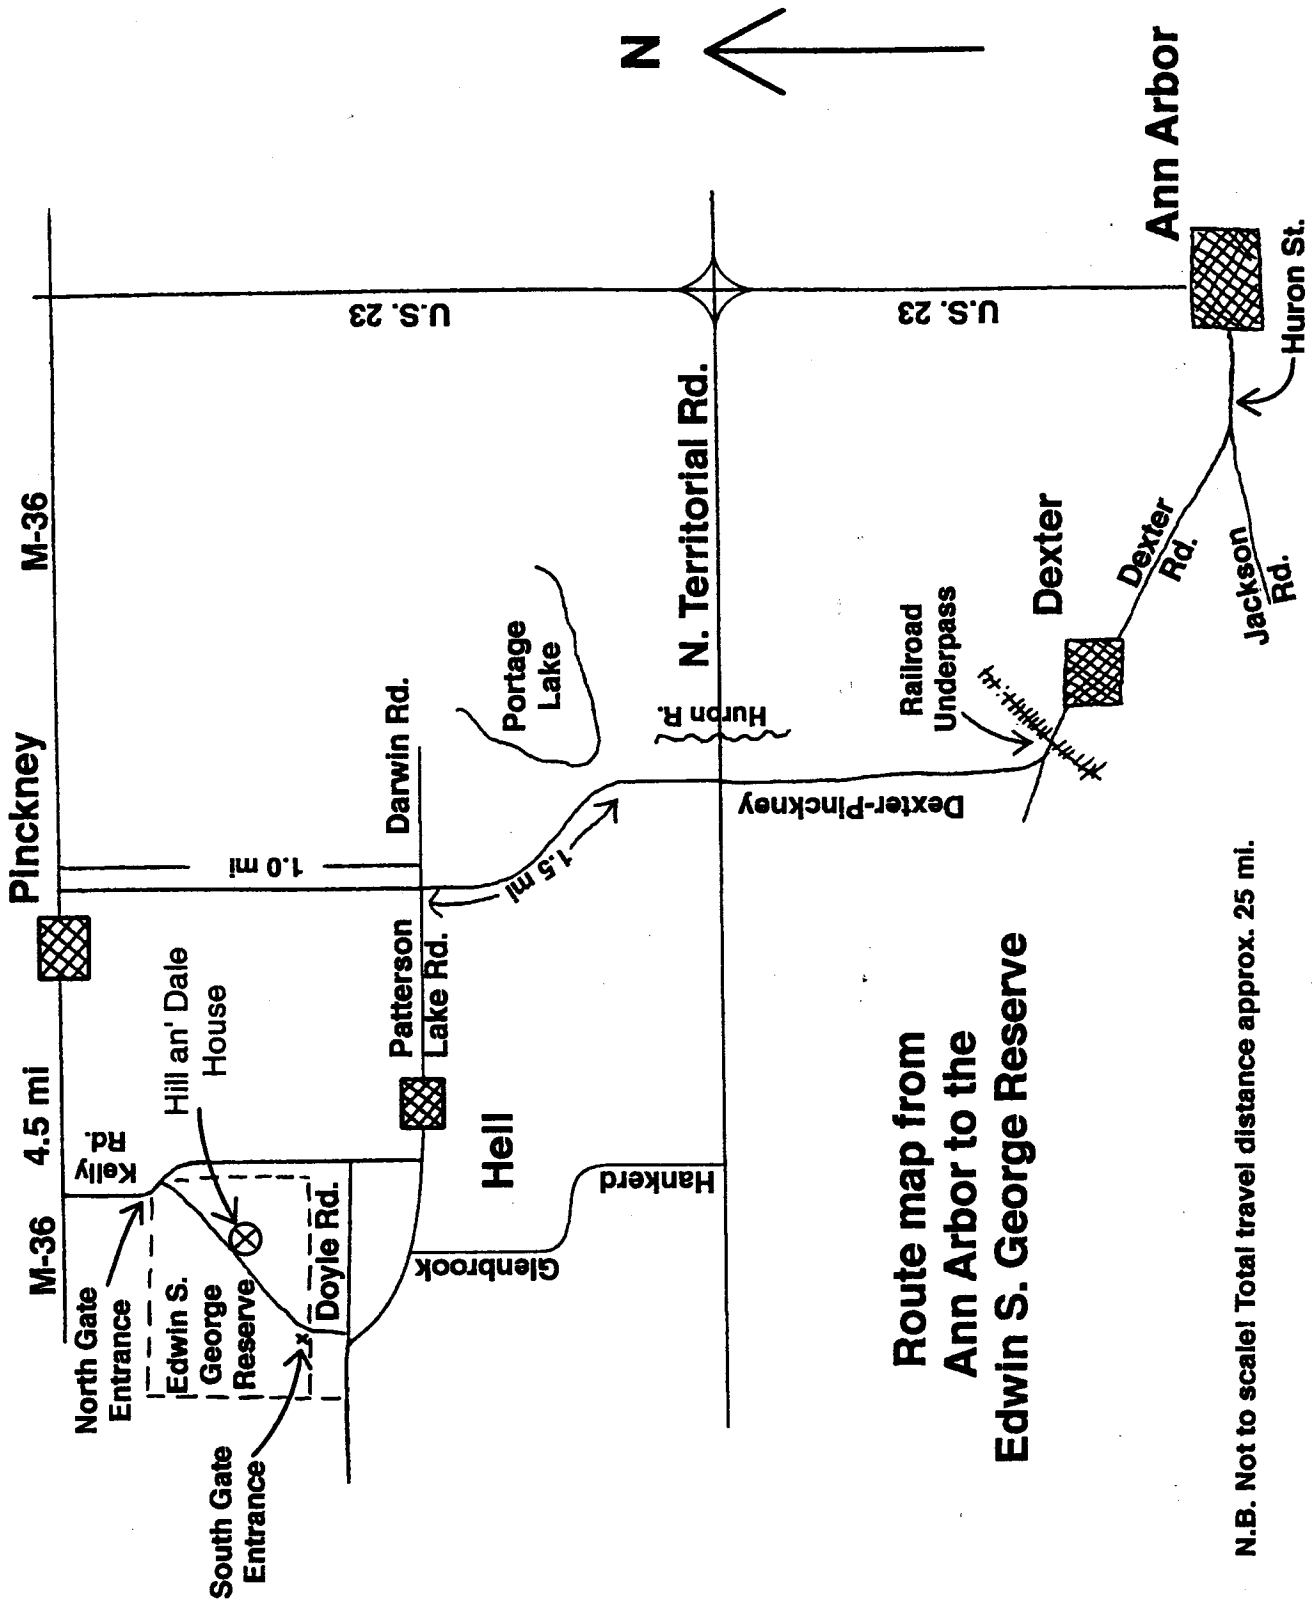 N
Pinckney
M-36
4.5 mi
M-36
Kelly
Rd.
North Gate
Entrance
Hill an' Dale
House
Edwin S.
George
Reserve
South Gate
Entrance
Doyle Rd.
1.0 mi
Darwin Rd.
Patterson
Lake Rd.
Hell
1.5 mi
Portage
Lake
U.S. 23
Glenbrook
Hankerd
N. Territorial Rd.
Huron R.
U.S. 23
Dexter-Pinckney
Railroad
Underpass
Dexter
Dexter
Rd.
Jackson
Rd.
Ann Arbor
Huron St.
Route map from
Ann Arbor to the
Edwin S. George Reserve
N.B. Not to scale! Total travel distance approx. 25 mi.